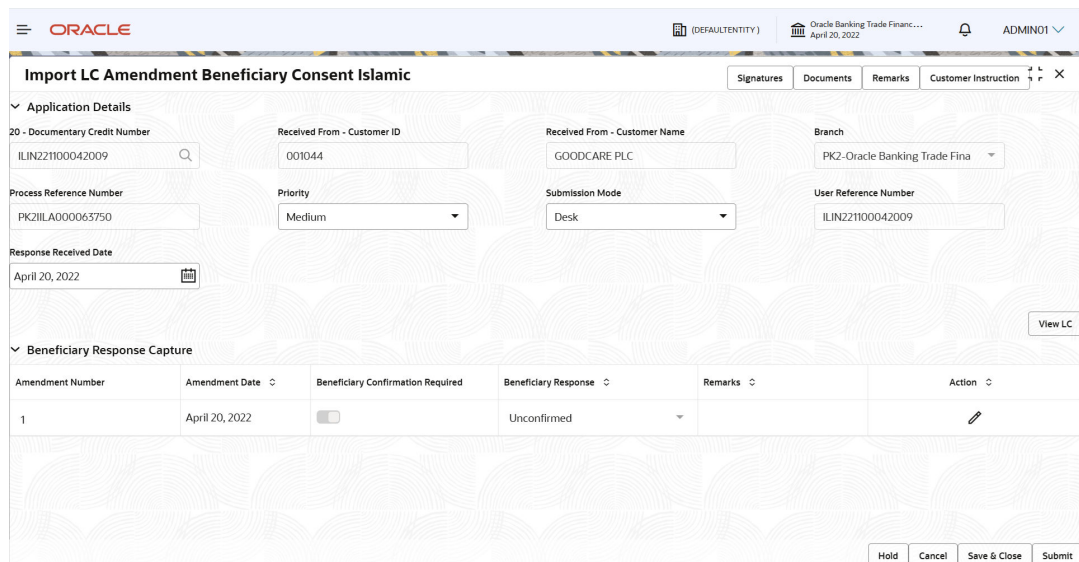 ORACLE
(DEFAULTENTITY )
Oracle Banking Trade Financ...
April 20, 2022
ADMIN01
Import LC Amendment Beneficiary Consent Islamic
Signatures Documents Remarks Customer Instruction
Application Details
20 - Documentary Credit Number Received From - Customer ID Received From - Customer Name Branch
ILIN221100042009 001044 GOODCARE PLC PK2-Oracle Banking Trade Fina
Process Reference Number Priority Submission Mode User Reference Number
PK2IILA000063750 Medium Desk ILIN221100042009
Response Received Date
April 20, 2022
View LC
Beneficiary Response Capture
Amendment Number Amendment Date Beneficiary Confirmation Required Beneficiary Response Remarks Action
1 April 20, 2022 Unconfirmed
Hold Cancel Save & Close Submit